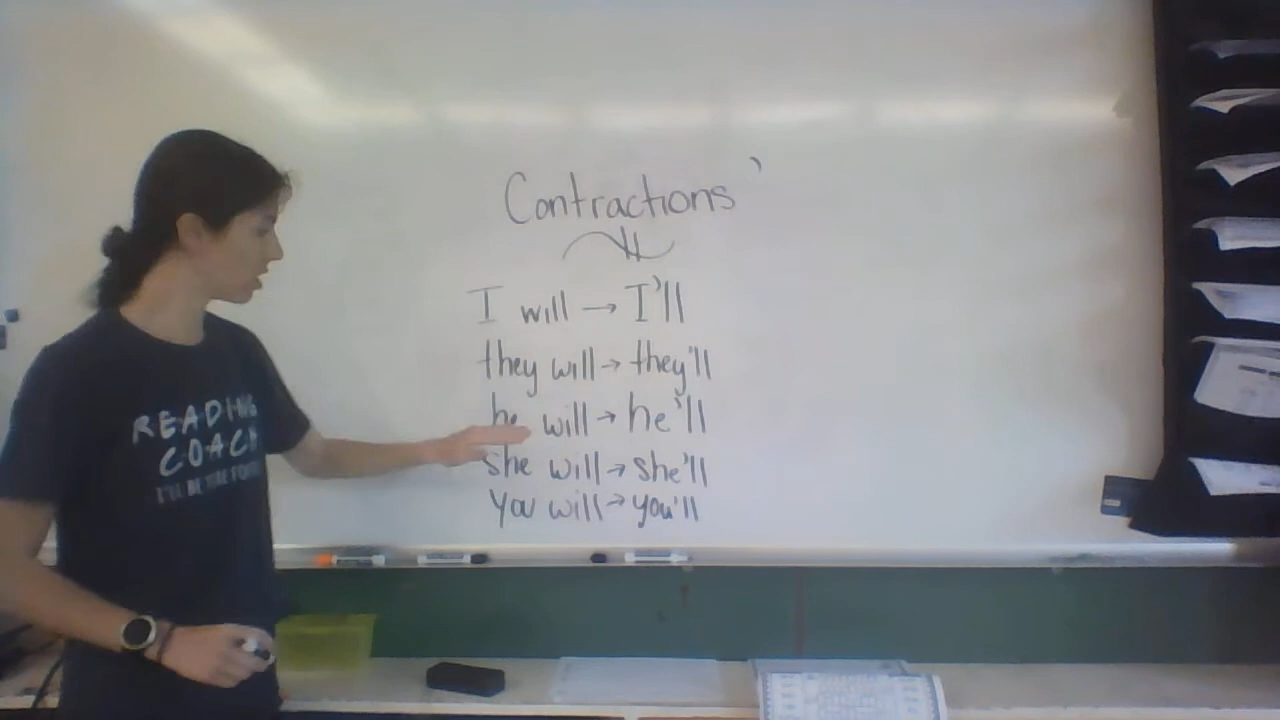 Contractions '
I will → I'll
they will → they'll
he will → he'll
she will → she'll
you will → you'll
READING
COACH